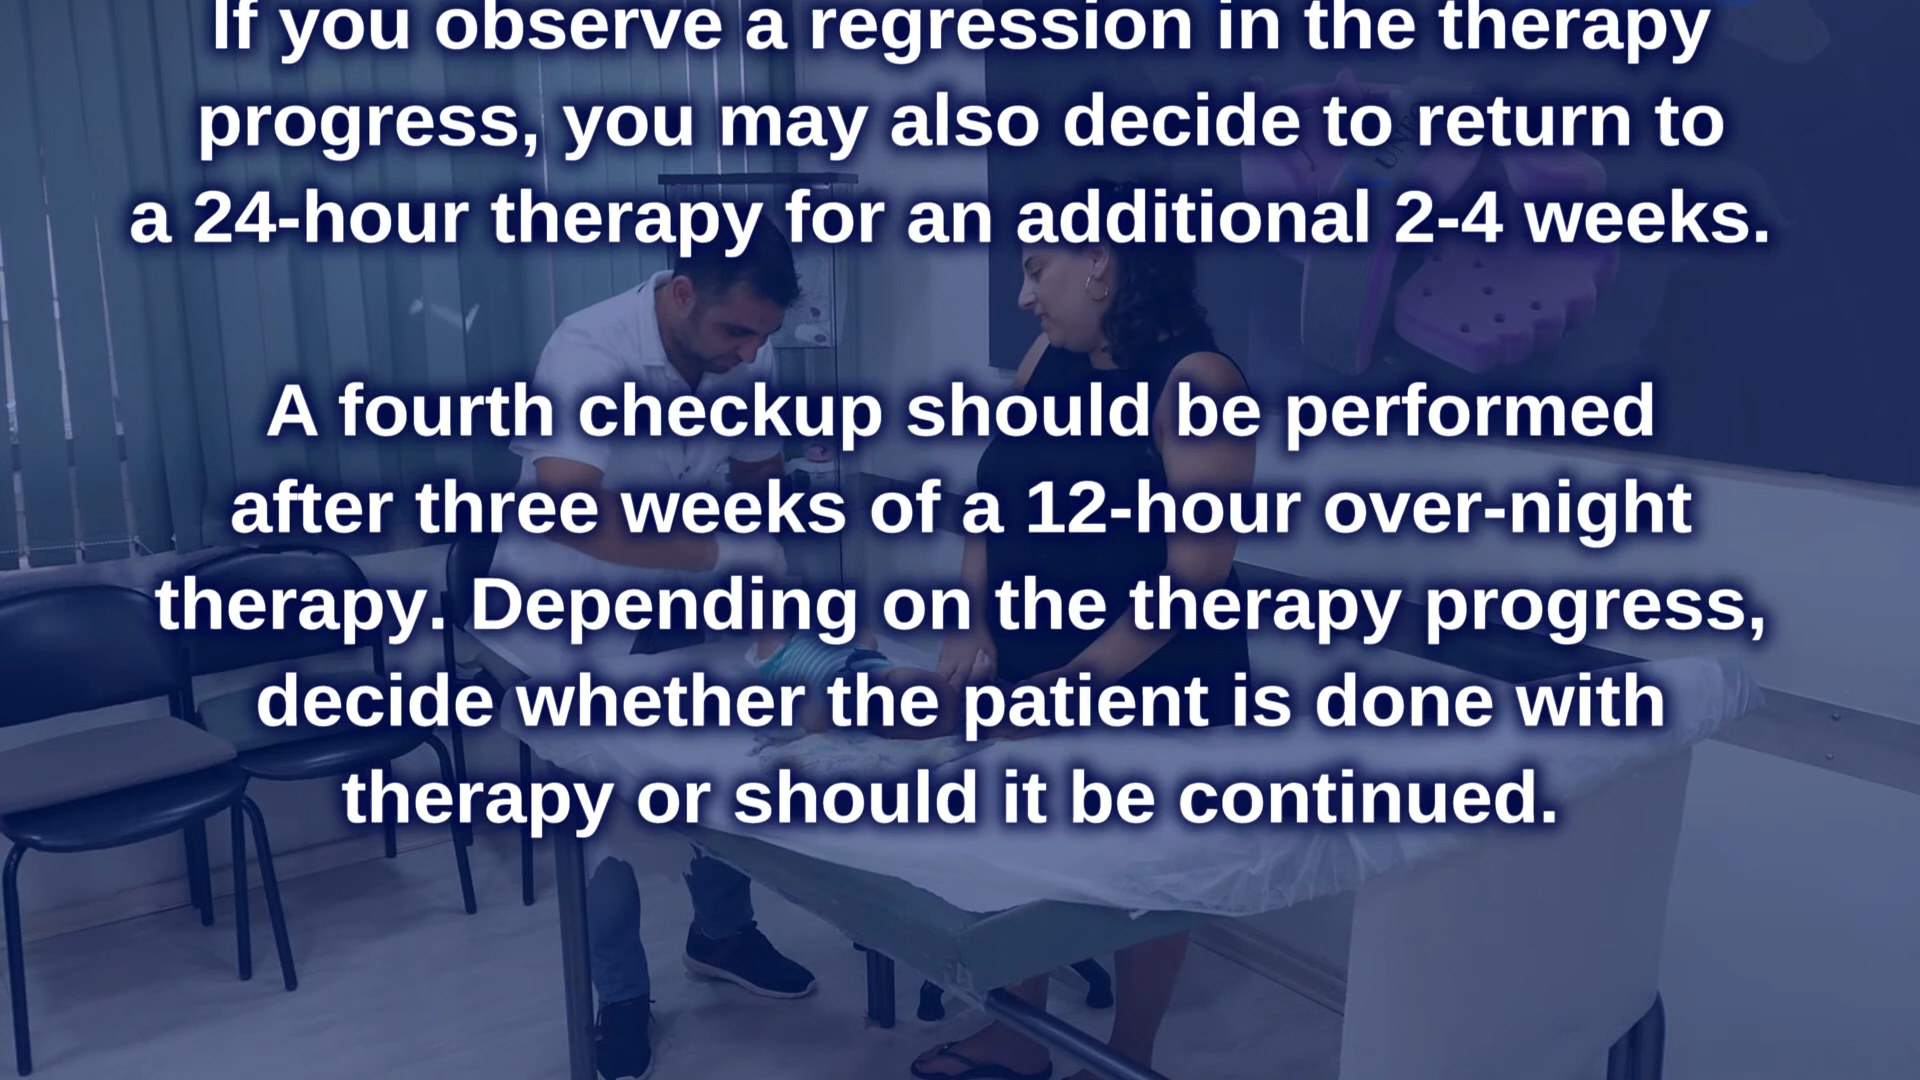 If you observe a regression in the therapy
progress, you may also decide to return to
a 24-hour therapy for an additional 2-4 weeks.
A fourth checkup should be performed
after three weeks of a 12-hour over-night
therapy. Depending on the therapy progress,
decide whether the patient is done with
therapy or should it be continued.